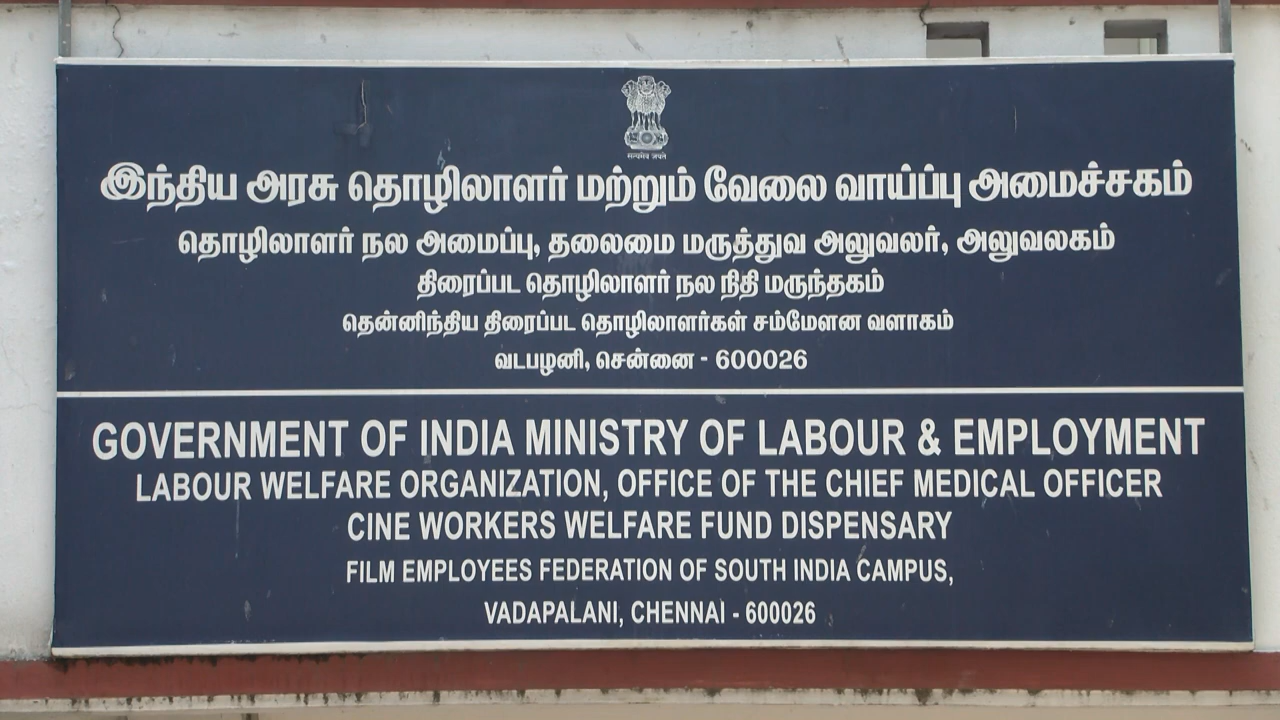 सत्यमेव जयते
இந்திய அரசு தொழிலாளர் மற்றும் வேலை வாய்ப்பு அமைச்சகம்
தொழிலாளர் நல அமைப்பு, தலைமை மருத்துவ அலுவலர், அலுவலகம்
திரைப்பட தொழிலாளர் நல நிதி மருந்தகம்
தென்னிந்திய திரைப்பட தொழிலாளர்கள் சம்மேளன வளாகம்
வடபழனி, சென்னை - 600026
GOVERNMENT OF INDIA MINISTRY OF LABOUR & EMPLOYMENT
LABOUR WELFARE ORGANIZATION, OFFICE OF THE CHIEF MEDICAL OFFICER
CINE WORKERS WELFARE FUND DISPENSARY
FILM EMPLOYEES FEDERATION OF SOUTH INDIA CAMPUS,
VADAPALANI, CHENNAI - 600026